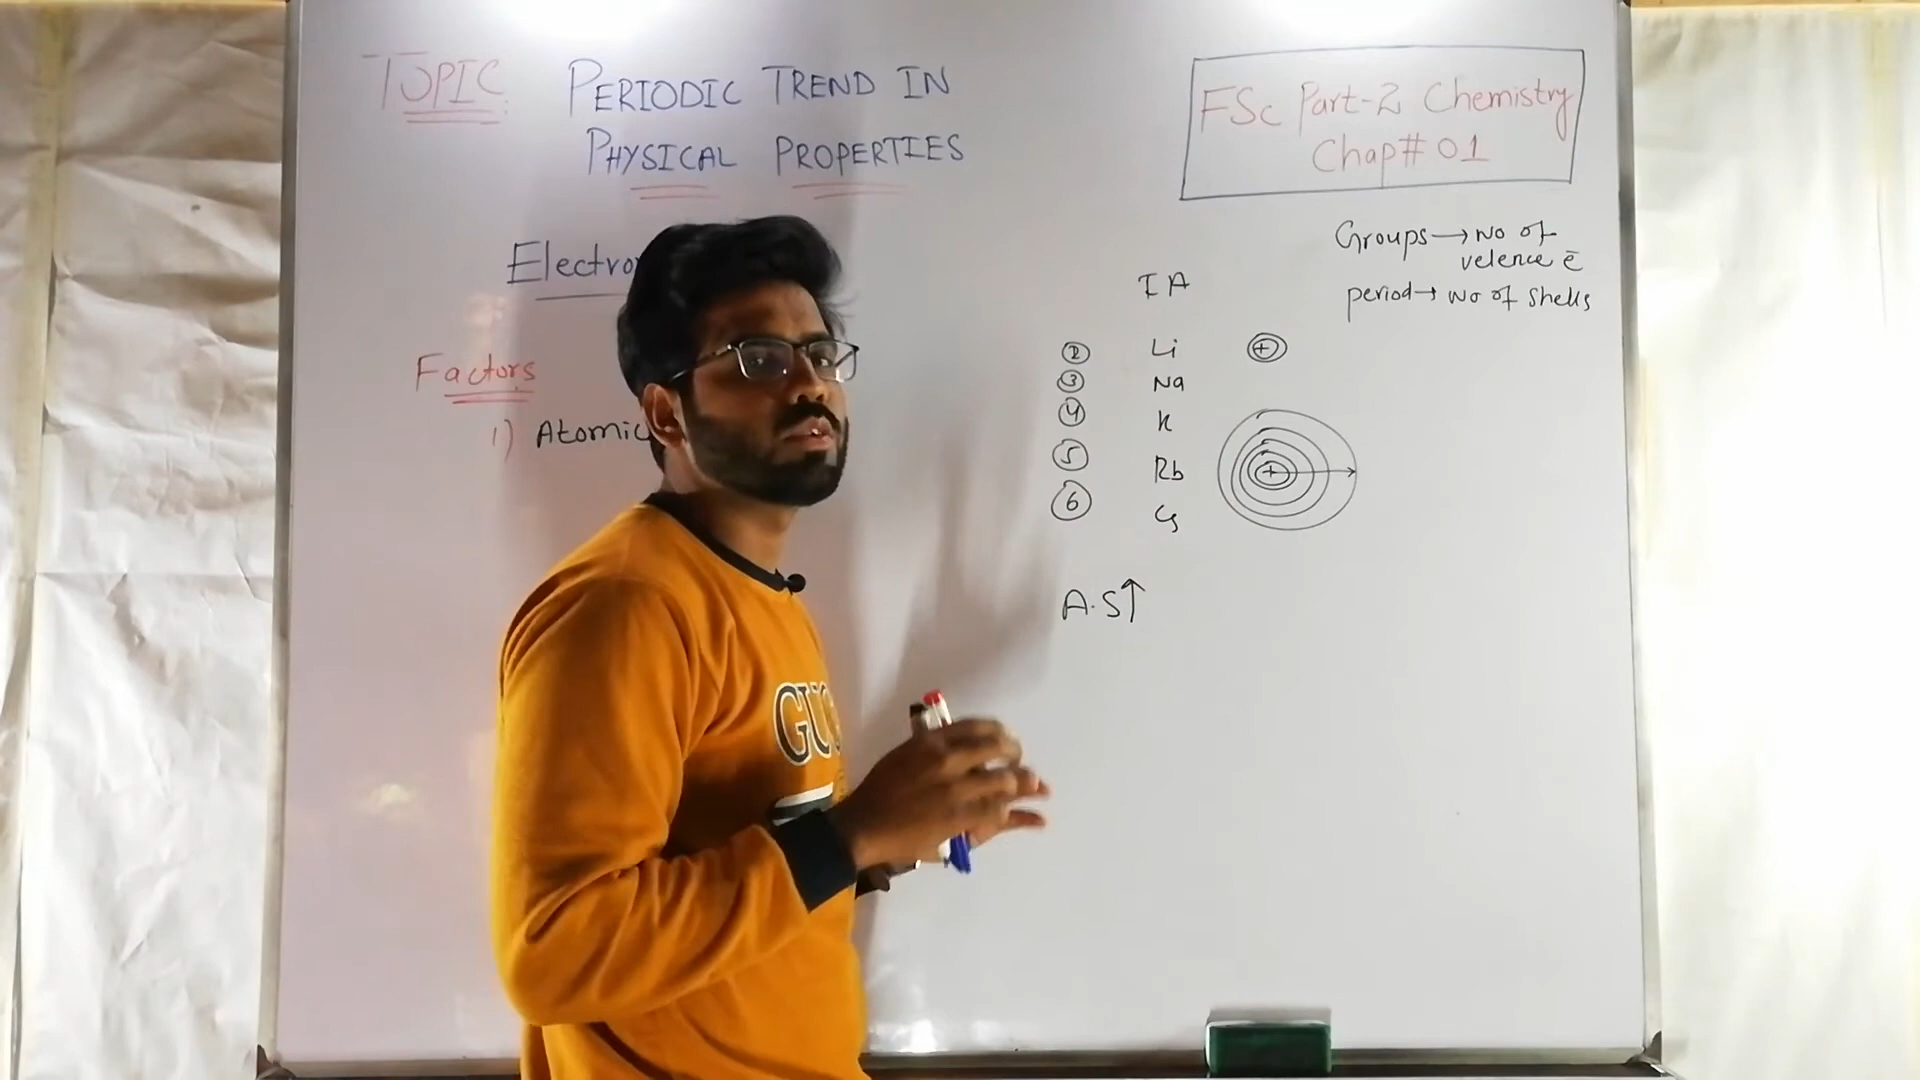 TOPIC: PERIODIC TREND IN
PHYSICAL PROPERTIES
FSc Part-2 Chemistry
Chap# 01
Electro
Factors
1) Atomic
Groups → No of
velence ē
period → No of shells
I A
2 Li +
3 Na
4 K
5 Rb +
6 Cs
A.S↑
GU